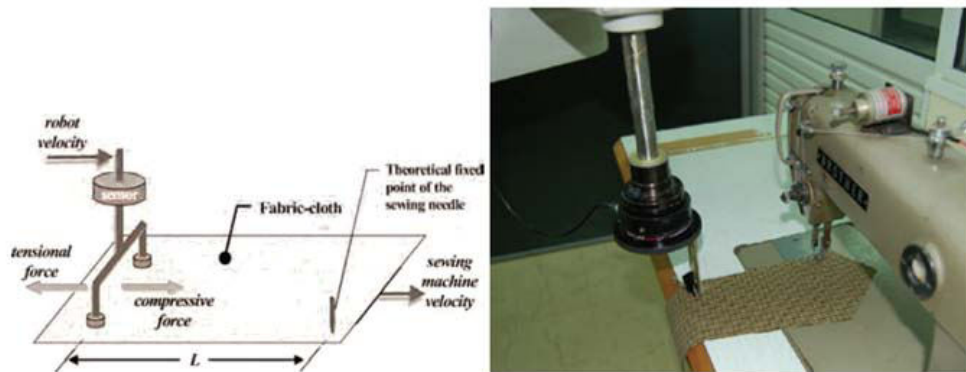 robot
velocity
sensor
Theoretical fixed
point of the
sewing needle
Fabric-cloth
tensional
force
compressive
force
sewing
machine
velocity
L